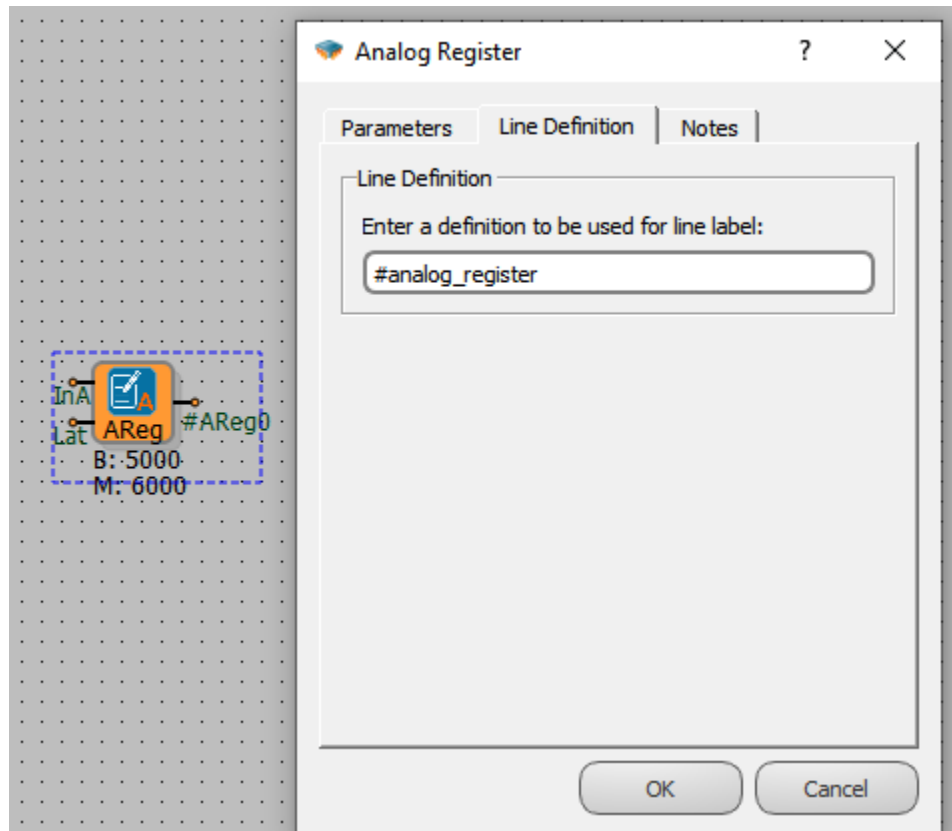 Analog Register
?
Parameters
Line Definition
Notes
Line Definition
Enter a definition to be used for line label:
#analog_register
InA
A
AReg
#AReg0
Lat
B: 5000
M: 6000
OK
Cancel